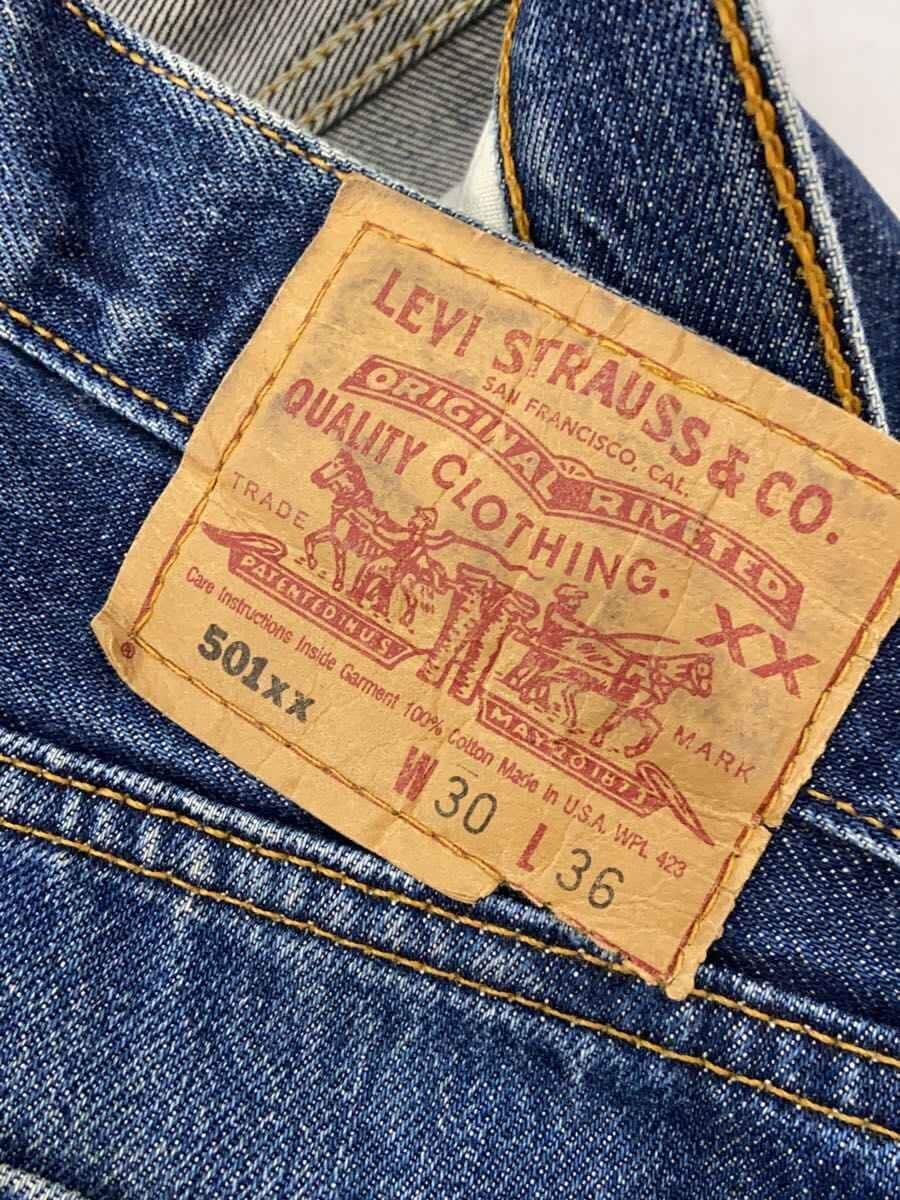 LEVI STRAUSS & CO.
SAN FRANCISCO, CAL.
ORIGINAL RIVETED
QUALITY CLOTHING.
XX
TRADE MARK
PATENTED IN U.S.
MAY 20 1873
®
Care Instructions Inside Garment 100% Cotton Made in U.S.A. WPL 423
501xx
W 30 L 36